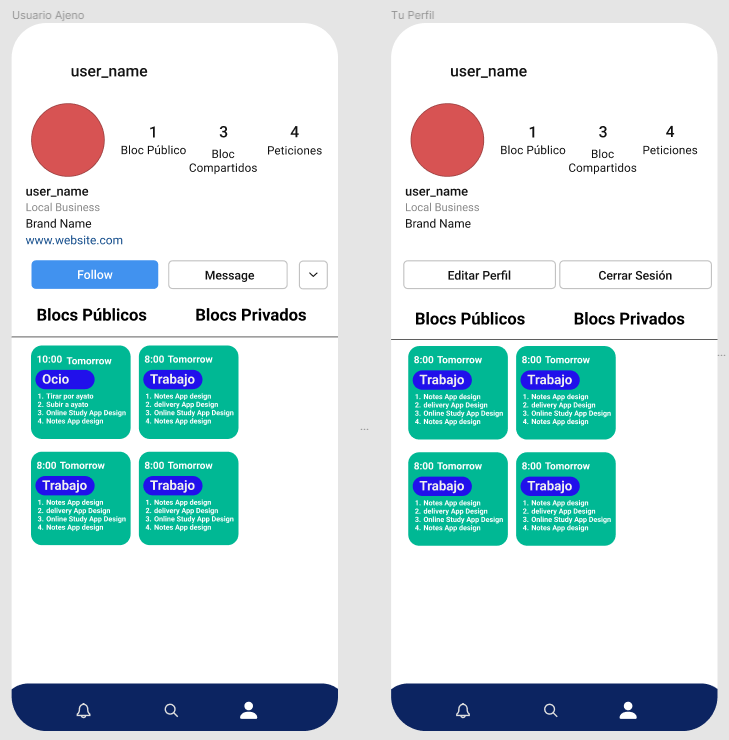 Usuario Ajeno
user_name
1
3
4
Bloc Público
Bloc
Compartidos
Peticiones
user_name
Local Business
Brand Name
www.website.com
Follow
Message
Blocs Públicos
Blocs Privados
10:00 Tomorrow
Ocio
1. Tirar por ayato
2. Subir a ayato
3. Online Study App Design
4. Notes App design
8:00 Tomorrow
Trabajo
1. Notes App design
2. delivery App Design
3. Online Study App Design
4. Notes App design
8:00 Tomorrow
Trabajo
1. Notes App design
2. delivery App Design
3. Online Study App Design
4. Notes App design
8:00 Tomorrow
Trabajo
1. Notes App design
2. delivery App Design
3. Online Study App Design
4. Notes App design
...
Tu Perfil
user_name
1
3
4
Bloc Público
Bloc
Compartidos
Peticiones
user_name
Local Business
Brand Name
Editar Perfil
Cerrar Sesión
Blocs Públicos
Blocs Privados
8:00 Tomorrow
Trabajo
1. Notes App design
2. delivery App Design
3. Online Study App Design
4. Notes App design
8:00 Tomorrow
Trabajo
1. Notes App design
2. delivery App Design
3. Online Study App Design
4. Notes App design
8:00 Tomorrow
Trabajo
1. Notes App design
2. delivery App Design
3. Online Study App Design
4. Notes App design
8:00 Tomorrow
Trabajo
1. Notes App design
2. delivery App Design
3. Online Study App Design
4. Notes App design
...